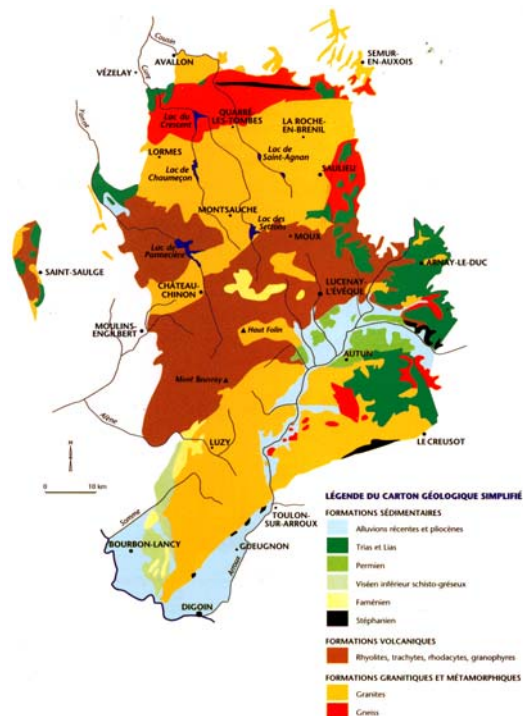 Cousin
AVALLON
SEMUR-
EN-AUXOIS
VÉZELAY
Cure
Lac du
Crescent
QUARRÉ-
LES-TOMBES
LA ROCHE-
EN-BRENIL
LORMES
Lac de
Saint-Agnan
Lac de
Chaumeçon
SAULIEU
MONTSAUCHE
Lac des
Settons
MOUX
Lac de
Pannecière
ARNAY-LE-DUC
SAINT-SAULGE
CHÂTEAU-
CHINON
LUCENAY
L'ÉVÊQUE
MOULINS-
ENGILBERT
Haut Folin
AUTUN
Mont Beuvray
Alène
LUZY
LE CREUSOT
N
10 km
Somme
TOULON-
SUR-ARROUX
BOURBON-LANCY
GUEUGNON
Arroux
DIGOIN
LÉGENDE DU CARTON GÉOLOGIQUE SIMPLIFIÉ
FORMATIONS SÉDIMENTAIRES
Alluvions récentes et pliocènes
Trias et Lias
Permien
Viséen inférieur schisto-gréseux
Faménien
Stéphanien
FORMATIONS VOLCANIQUES
Rhyolites, trachytes, rhodacytes, granophyres
FORMATIONS GRANITIQUES ET MÉTAMORPHIQUES
Granites
Gneiss